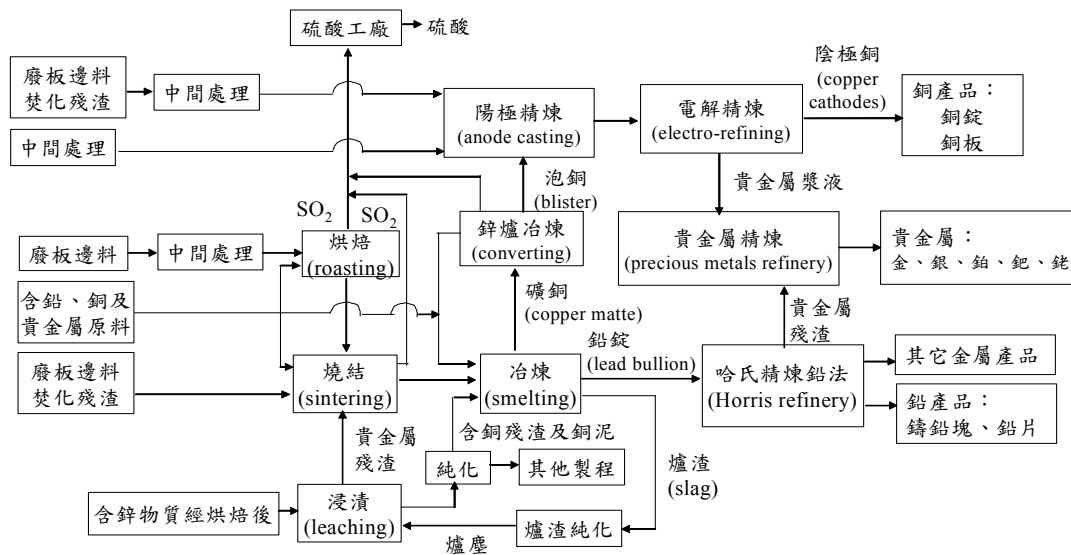 硫酸工廠
硫酸
廢板邊料
焚化殘渣
中間處理
陽極精煉
(anode casting)
電解精煉
(electro-refining)
陰極銅
(copper
cathodes)
銅產品：
銅錠
銅板
中間處理
泡銅
(blister)
貴金屬漿液
SO2
SO2
廢板邊料
中間處理
烘焙
(roasting)
鋅爐冶煉
(converting)
貴金屬精煉
(precious metals refinery)
貴金屬：
金、銀、鉑、鈀、銠
含鉛、銅及
貴金屬原料
礦銅
(copper matte)
貴金屬
殘渣
鉛錠
(lead bullion)
廢板邊料
焚化殘渣
燒結
(sintering)
冶煉
(smelting)
哈氏精煉鉛法
(Horris refinery)
其它金屬產品
鉛產品：
鑄鉛塊、鉛片
貴金屬
殘渣
含銅殘渣及銅泥
純化
其他製程
爐渣
(slag)
含鋅物質經烘焙後
浸漬
(leaching)
爐塵
爐渣純化